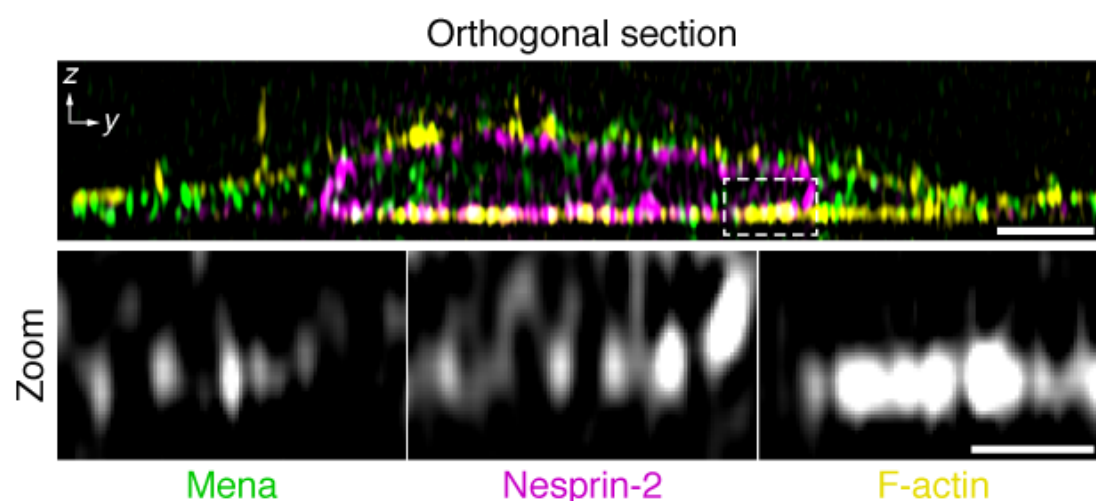 Orthogonal section
z
y
Zoom
Mena
Nesprin-2
F-actin